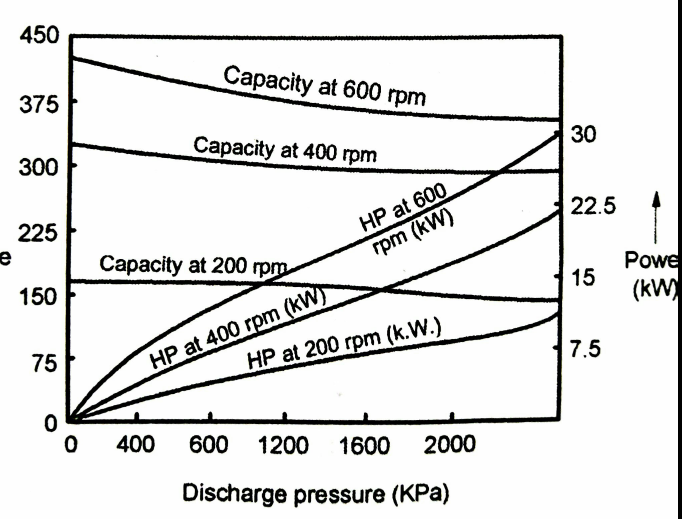 450
375
300
225
150
75
0
e
Capacity at 600 rpm
Capacity at 400 rpm
HP at 600
rpm (kW)
Capacity at 200 rpm
HP at 400 rpm (kW)
HP at 200 rpm (k.W.)
30
22.5
15
7.5
Powe
(kW)
0 400 600 1200 1600 2000
Discharge pressure (KPa)